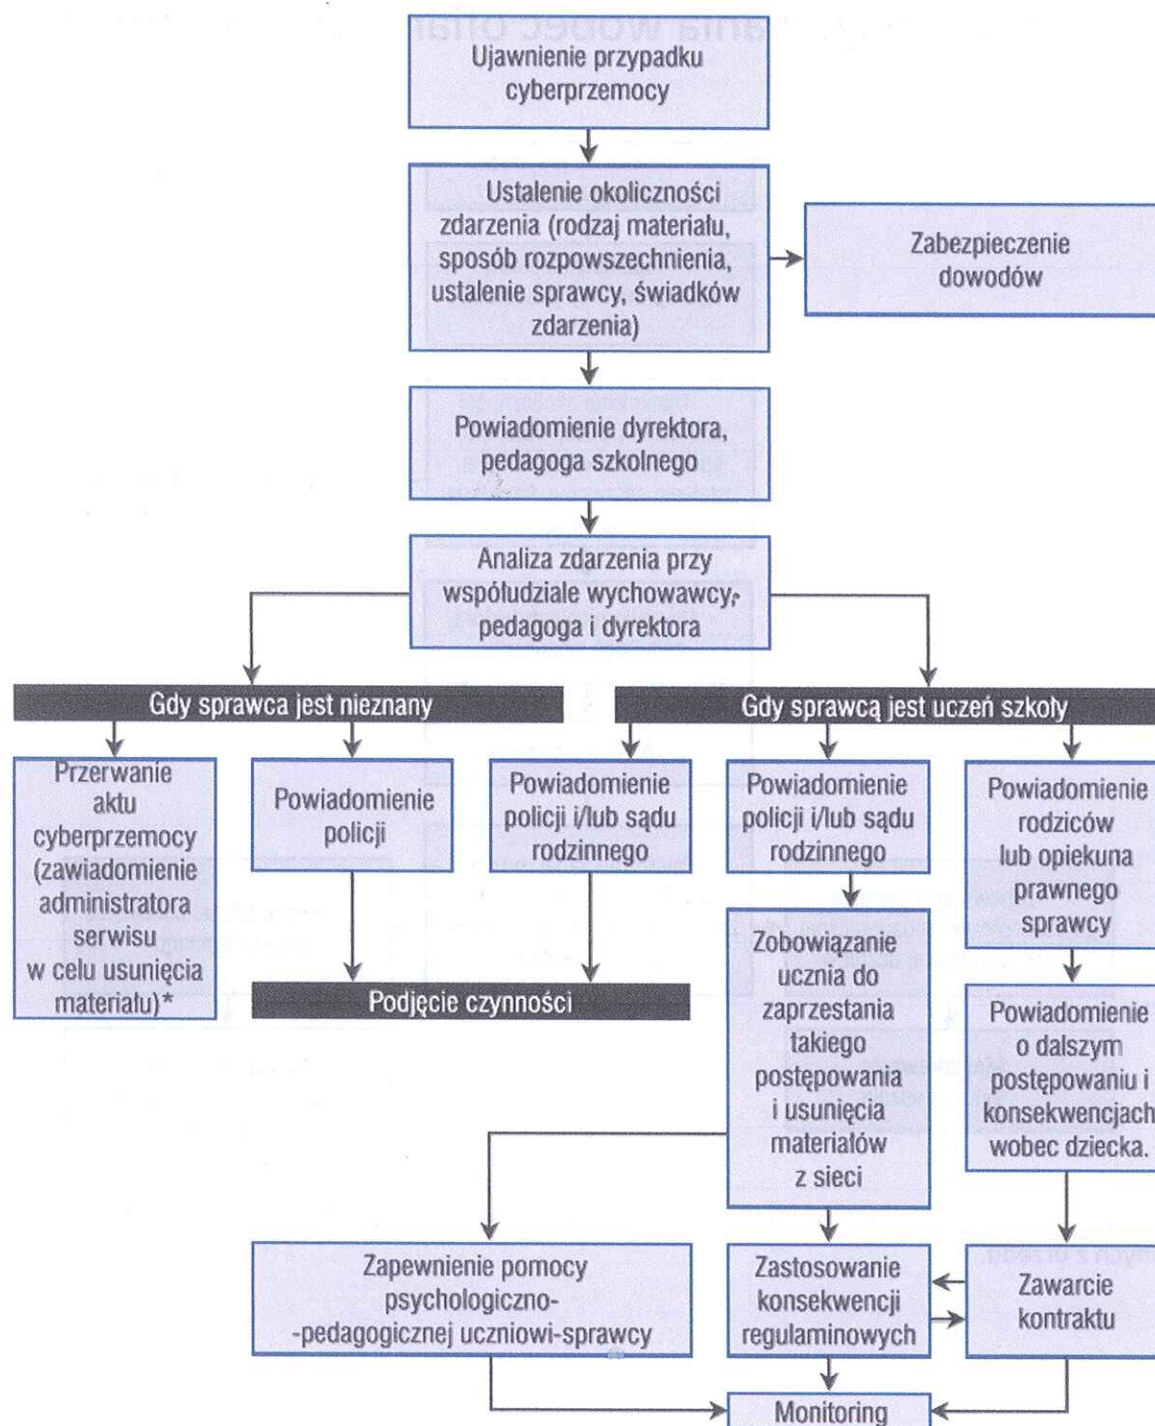 Ujawnienie przypadku
cyberprzemocy
Ustalenie okoliczności
zdarzenia (rodzaj materiału,
sposób rozpowszechnienia,
ustalenie sprawcy, świadków
zdarzenia)
Zabezpieczenie
dowodów
Powiadomienie dyrektora,
pedagoga szkolnego
Analiza zdarzenia przy
współudziale wychowawcy,
pedagoga i dyrektora
Gdy sprawca jest nieznany
Gdy sprawcą jest uczeń szkoły
Przerwanie
aktu
cyberprzemocy
(zawiadomienie
administratora
serwisu
w celu usunięcia
materiału)*
Powiadomienie
policji
Powiadomienie
policji i/lub sądu
rodzinnego
Powiadomienie
policji i/lub sądu
rodzinnego
Powiadomienie
rodziców
lub opiekuna
prawnego
sprawcy
Podjęcie czynności
Zobowiązanie
ucznia do
zaprzestania
takiego
postępowania
i usunięcia
materiałów
z sieci
Powiadomienie
o dalszym
postępowaniu i
konsekwencjach
wobec dziecka.
Zapewnienie pomocy
psychologiczno-
-pedagogicznej uczniowi-sprawcy
Zastosowanie
konsekwencji
regulaminowych
Zawarcie
kontraktu
Monitoring